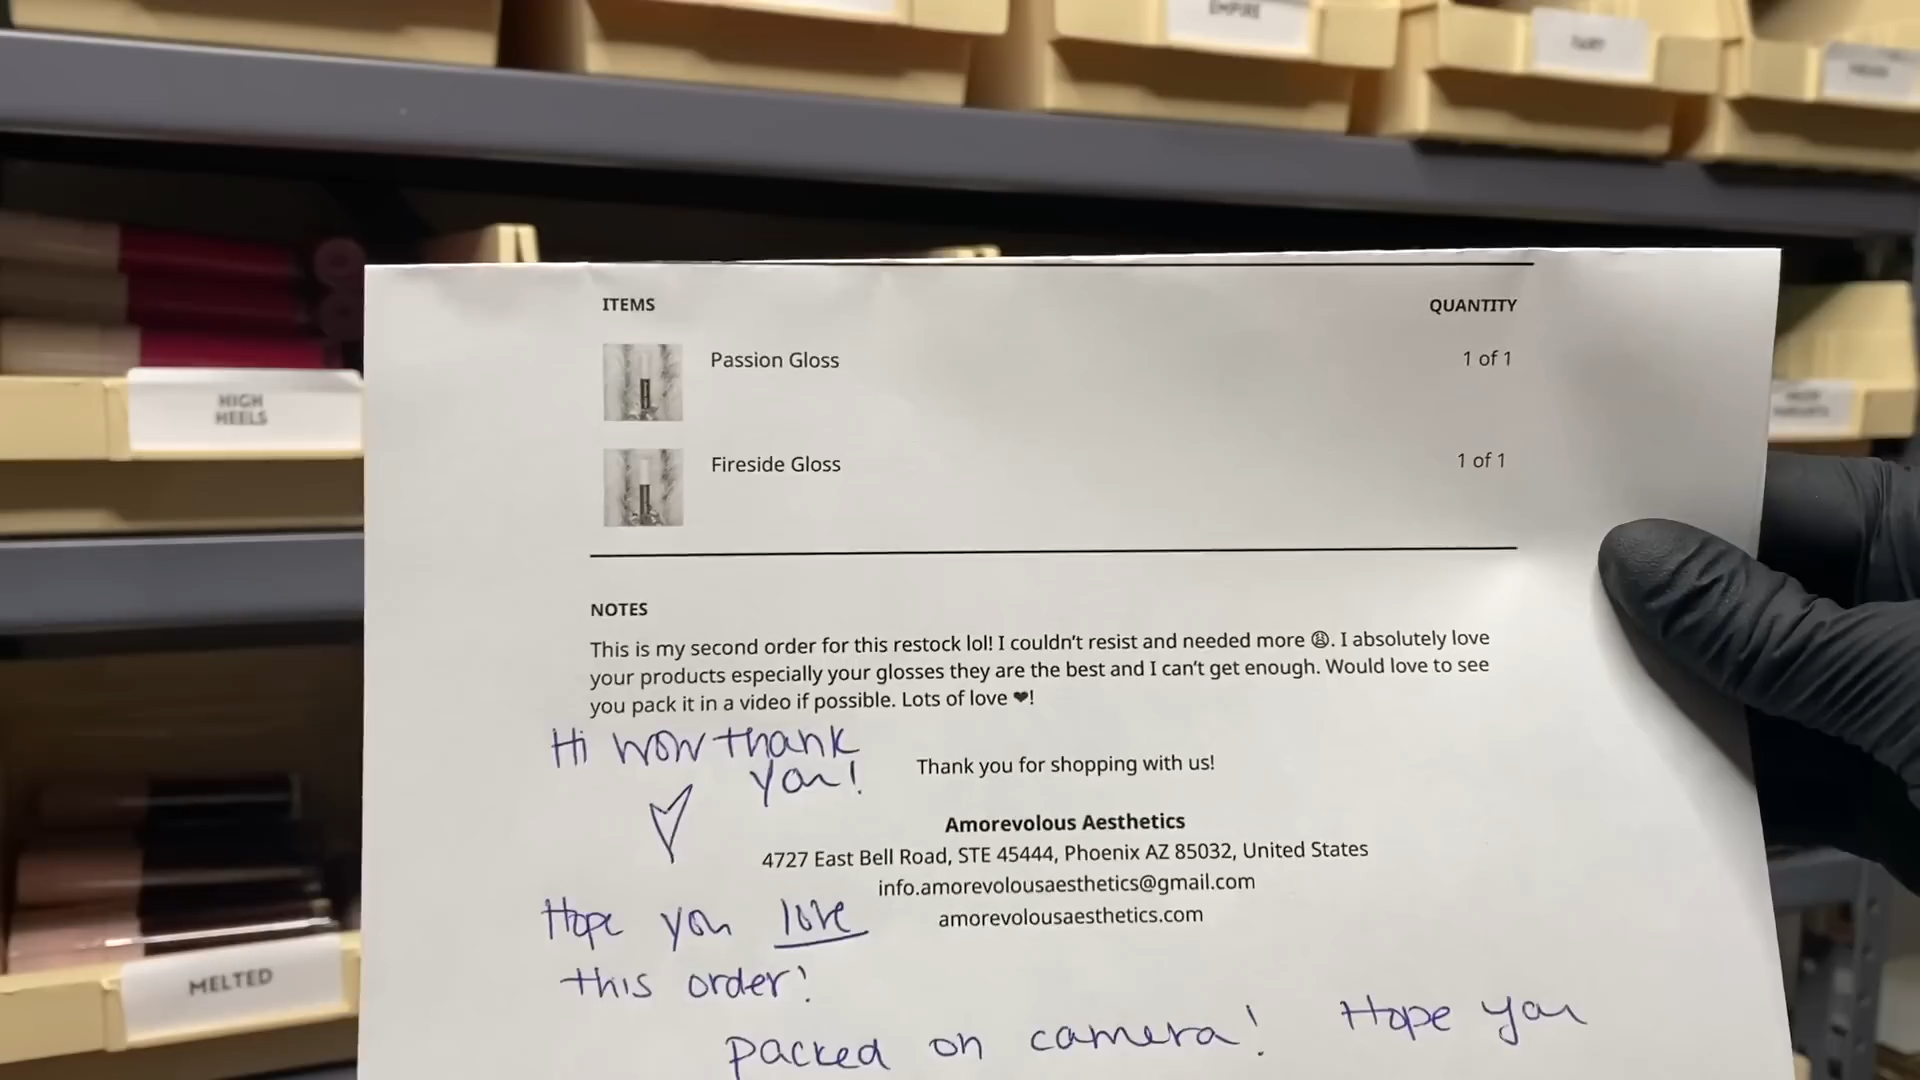 EMPIRE
HIGH
HEELS
MELTED
ITEMS QUANTITY
Passion Gloss 1 of 1
Fireside Gloss 1 of 1
NOTES
This is my second order for this restock lol! I couldn't resist and needed more 😩. I absolutely love
your products especially your glosses they are the best and I can't get enough. Would love to see
you pack it in a video if possible. Lots of love ❤!
Hi wow thank
you!
Thank you for shopping with us!
Amorevolous Aesthetics
4727 East Bell Road, STE 45444, Phoenix AZ 85032, United States
info.amorevolousaesthetics@gmail.com
amorevolousaesthetics.com
Hope you love
this order!
packed on camera! Hope you